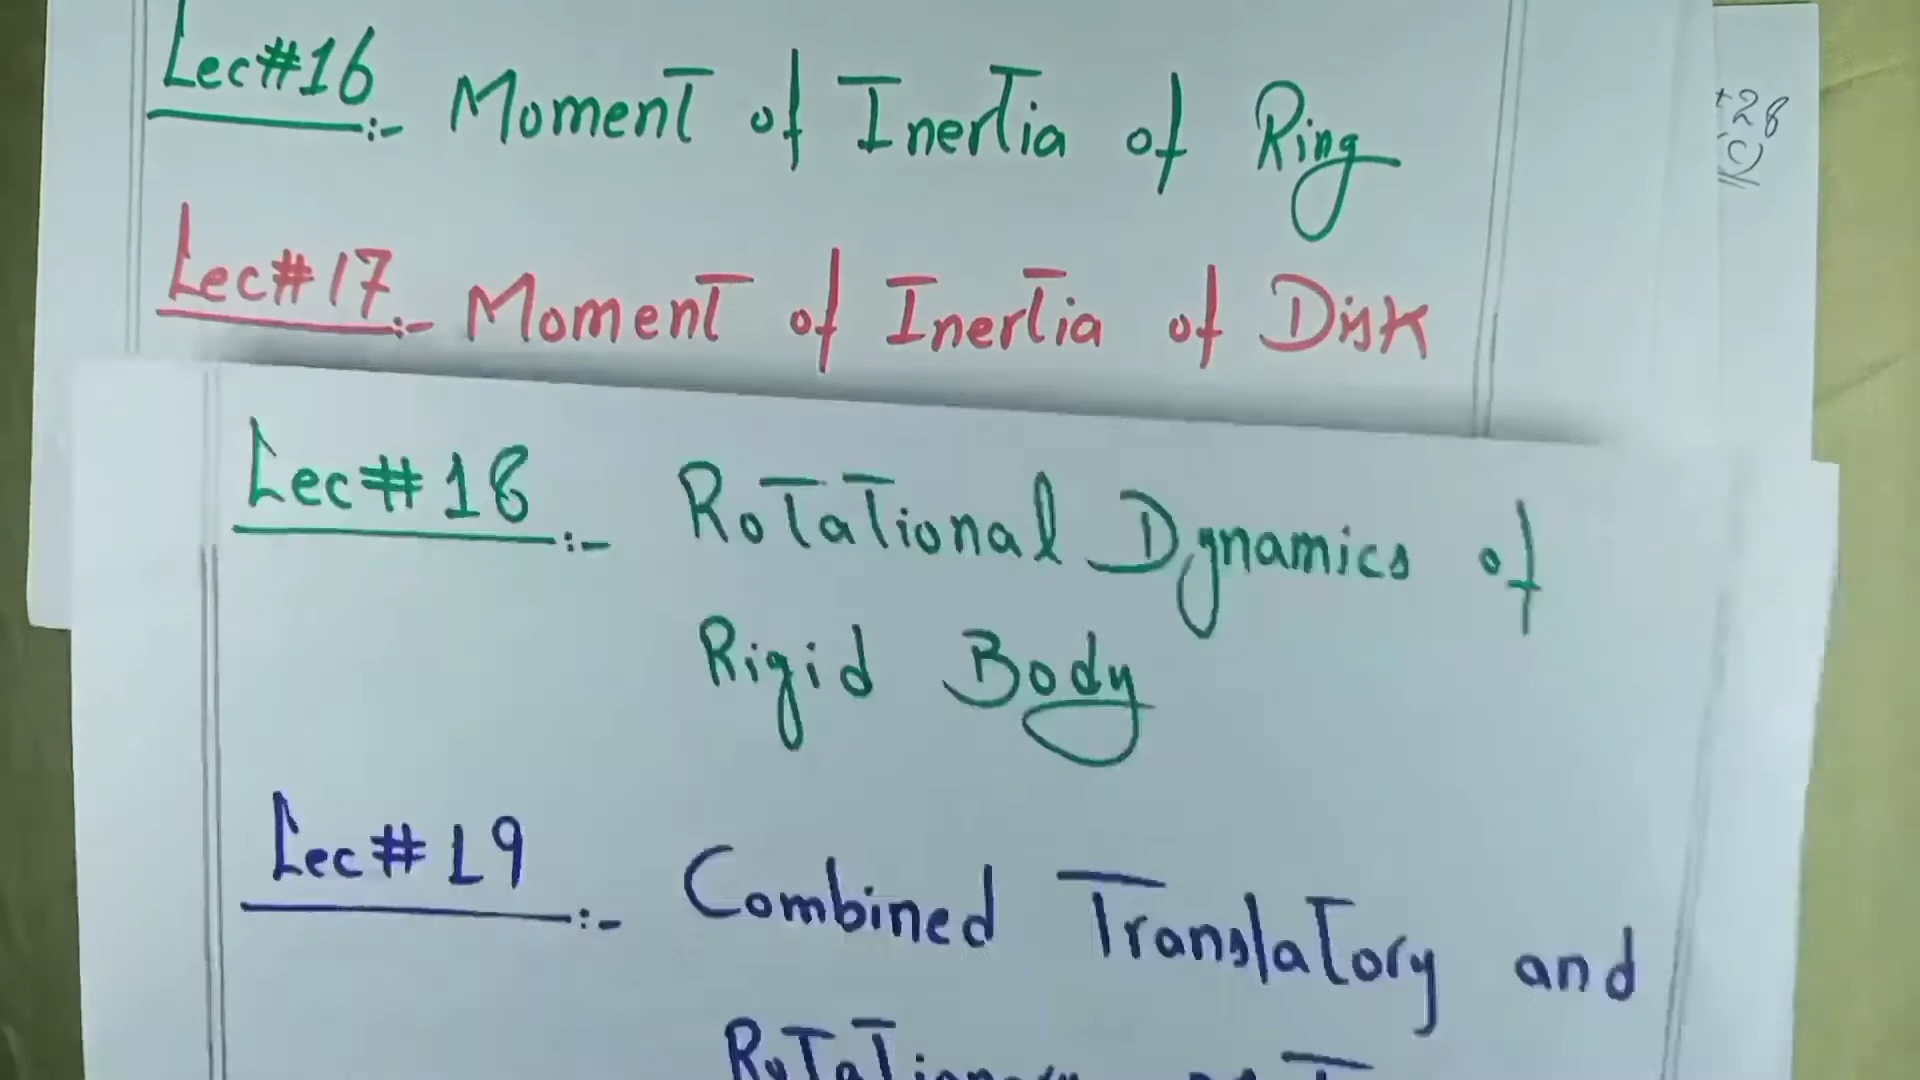 Lec#16:- Moment of Inertia of Ring
+28
(C)
Lec#17:- Moment of Inertia of Disk
Lec#18:- Rotational Dynamics of
Rigid Body
Lec#19:- Combined Translatory and